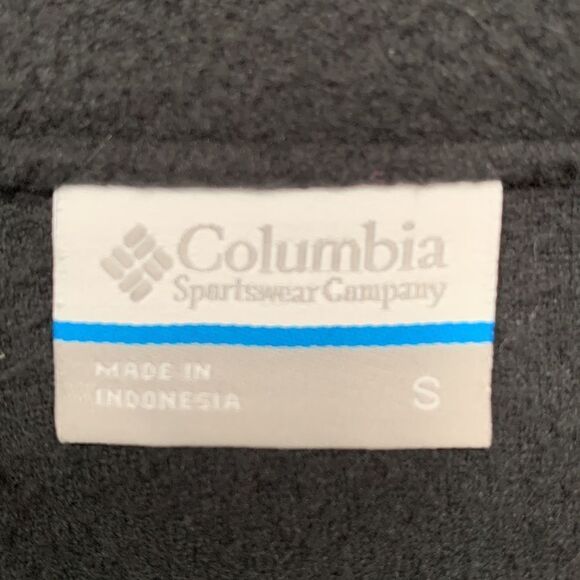 Columbia
Sportswear Company
MADE IN
INDONESIA
S